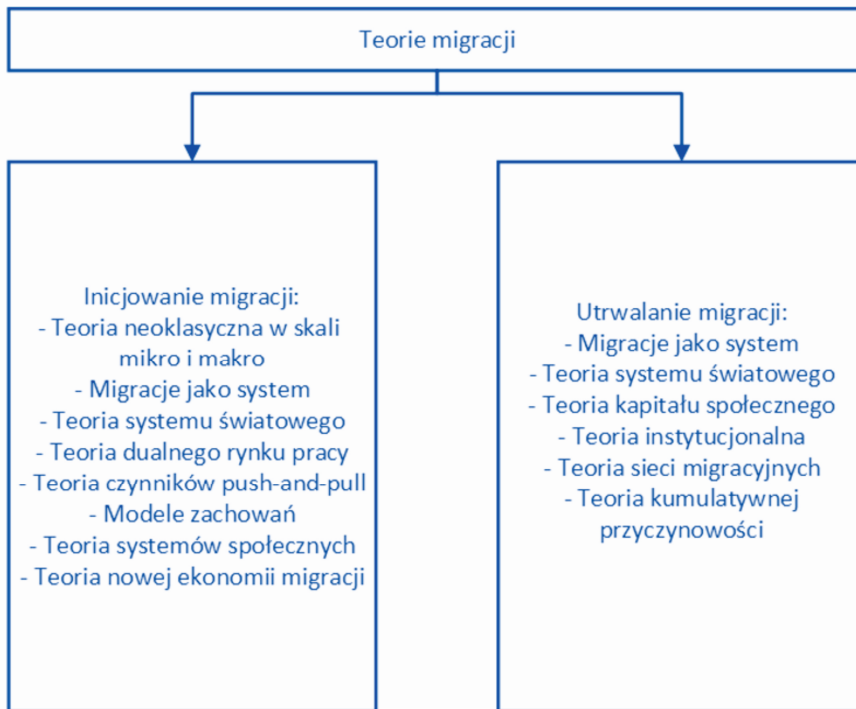 Teorie migracji
Inicjowanie migracji:
- Teoria neoklasyczna w skali
mikro i makro
- Migracje jako system
- Teoria systemu światowego
- Teoria dualnego rynku pracy
- Teoria czynników push-and-pull
- Modele zachowań
- Teoria systemów społecznych
- Teoria nowej ekonomii migracji
Utrwalanie migracji:
- Migracje jako system
- Teoria systemu światowego
- Teoria kapitału społecznego
- Teoria instytucjonalna
- Teoria sieci migracyjnych
- Teoria kumulatywnej
przyczynowości